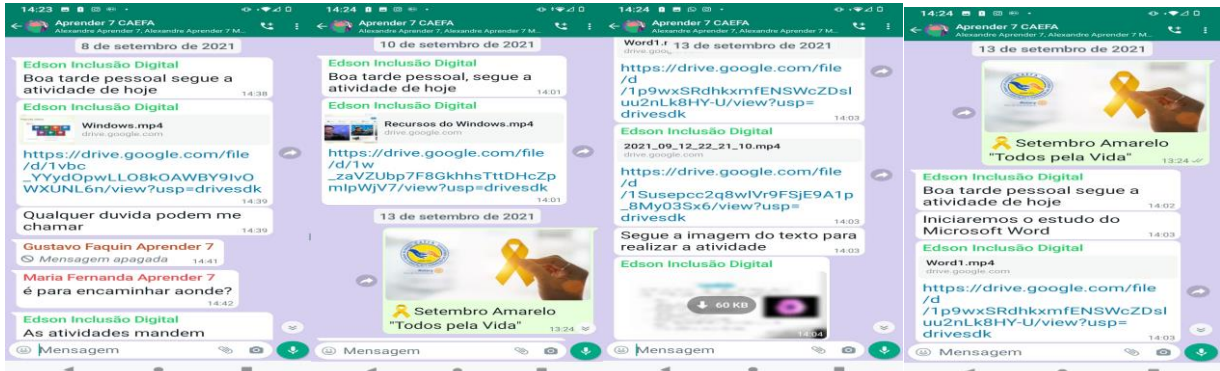 14:23
Aprender 7 CAEFA
Alexandre Aprender 7, Alexandre Aprender 7 M...
8 de setembro de 2021
Edson Inclusão Digital
Boa tarde pessoal segue a
atividade de hoje
14:38
Edson Inclusão Digital
Windows.mp4
drive.google.com
https://drive.google.com/file
/d/1vbc
_YYydOpwLLO8kOAWBY9IvO
WXUNL6n/view?usp=drivesdk
14:39
Qualquer duvida podem me
chamar
14:39
Gustavo Faquin Aprender 7
Mensagem apagada
14:41
Maria Fernanda Aprender 7
é para encaminhar aonde?
14:42
Edson Inclusão Digital
As atividades mandem
Mensagem
14:24
Aprender 7 CAEFA
Alexandre Aprender 7, Alexandre Aprender 7 M...
10 de setembro de 2021
Edson Inclusão Digital
Boa tarde pessoal, segue a
atividade de hoje
14:01
Edson Inclusão Digital
Recursos do Windows.mp4
drive.google.com
https://drive.google.com/file
/d/1w
_zaVZUbp7F8GkhhsTttDHcZp
mIpWjV7/view?usp=drivesdk
14:01
13 de setembro de 2021
Setembro Amarelo
"Todos pela Vida"
13:24
Mensagem
14:24
Aprender 7 CAEFA
Alexandre Aprender 7, Alexandre Aprender 7 M...
Word1.r
13 de setembro de 2021
drive.goog
https://drive.google.com/file
/d
/1p9wxSRdhkxmfENSWcZDsl
uu2nLk8HY-U/view?usp=
drivesdk
14:03
Edson Inclusão Digital
2021_09_12_22_21_10.mp4
drive.google.com
https://drive.google.com/file
/d
/1Susepcc2q8wlVr9FSjE9A1p
_8My03Sx6/view?usp=
drivesdk
14:03
Segue a imagem do texto para
realizar a atividade
14:03
Edson Inclusão Digital
60 KB
14:04
Mensagem
14:24
Aprender 7 CAEFA
Alexandre Aprender 7, Alexandre Aprender 7 M...
13 de setembro de 2021
Setembro Amarelo
"Todos pela Vida"
13:24
Edson Inclusão Digital
Boa tarde pessoal segue a
atividade de hoje
14:02
Iniciaremos o estudo do
Microsoft Word
14:03
Edson Inclusão Digital
Word1.mp4
drive.google.com
https://drive.google.com/file
/d
/1p9wxSRdhkxmfENSWcZDsl
uu2nLk8HY-U/view?usp=
drivesdk
14:03
Mensagem